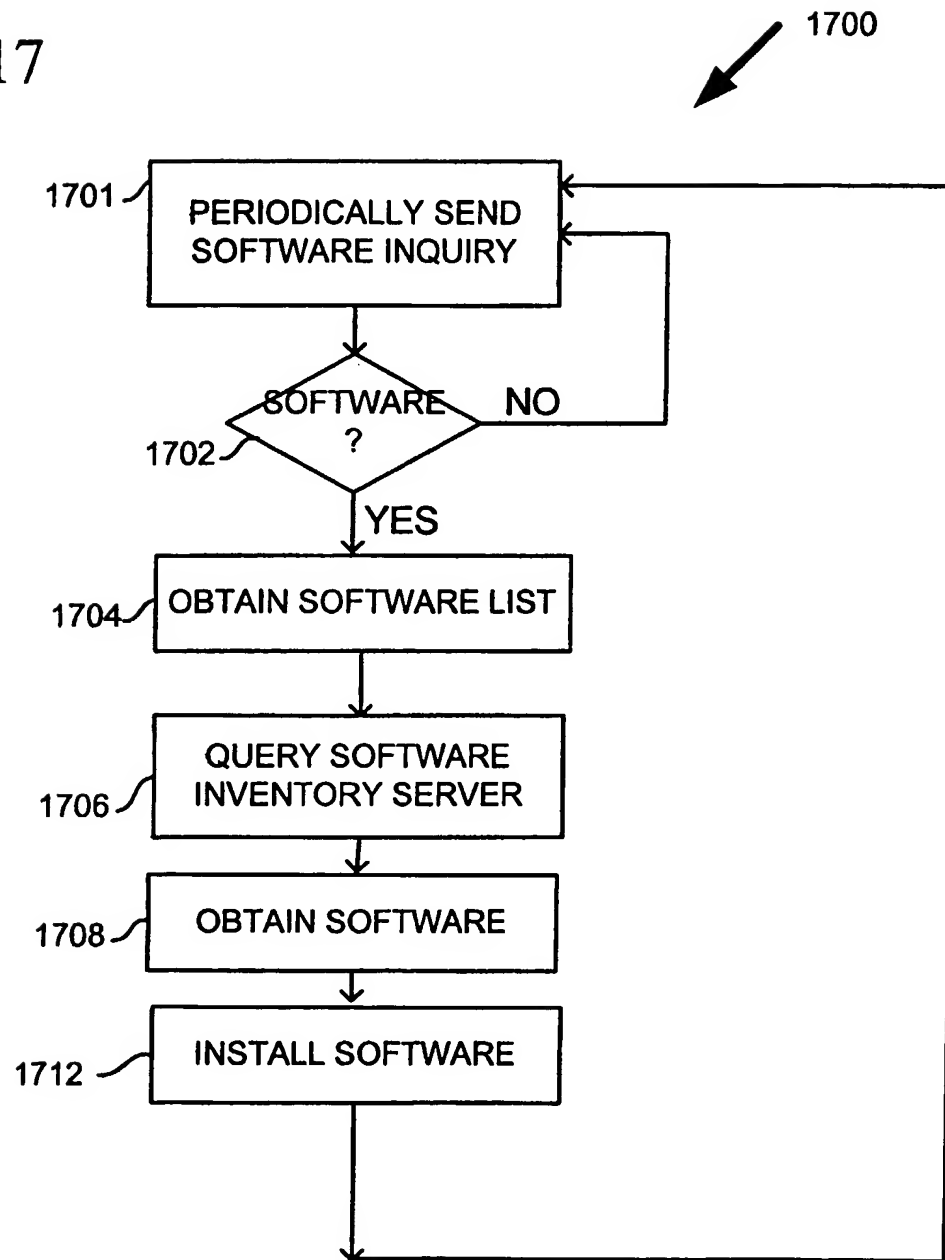 17
1700
1701
PERIODICALLY SEND
SOFTWARE INQUIRY
SOFTWARE
?
NO
1702
YES
1704
OBTAIN SOFTWARE LIST
QUERY SOFTWARE
INVENTORY SERVER
1706
OBTAIN SOFTWARE
1708
INSTALL SOFTWARE
1712